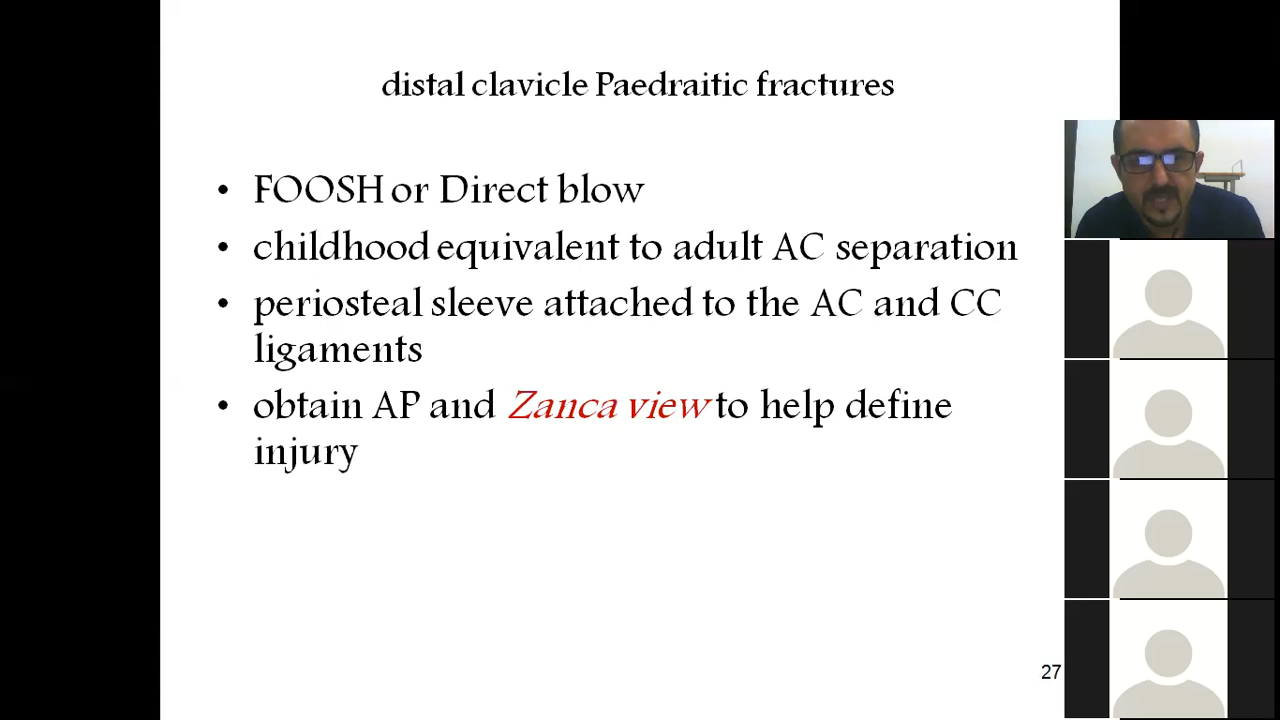 distal clavicle Paedraitic fractures
• FOOSH or Direct blow
• childhood equivalent to adult AC separation
• periosteal sleeve attached to the AC and CC
ligaments
• obtain AP and Zanca view to help define
injury
27